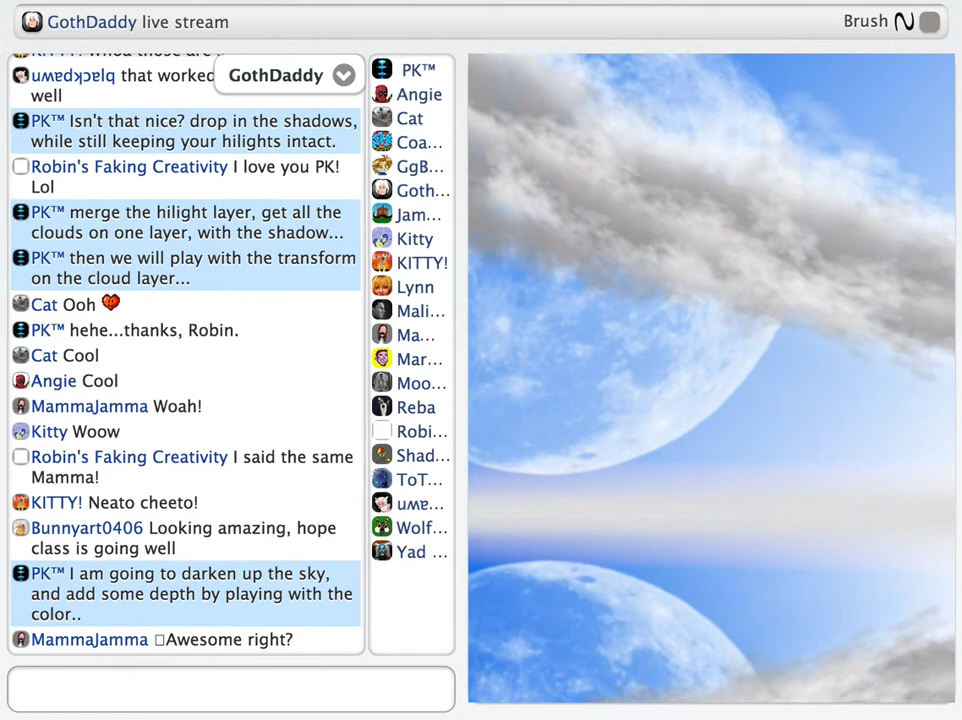 GothDaddy live stream
Brush
GothDaddy
uʍɐdʞɔɐlq that worked
well
PK™ Isn't that nice? drop in the shadows,
while still keeping your hilights intact.
Robin's Faking Creativity I love you PK!
Lol
PK™ merge the hilight layer, get all the
clouds on one layer, with the shadow...
PK™ then we will play with the transform
on the cloud layer...
Cat Ooh
PK™ hehe...thanks, Robin.
Cat Cool
Angie Cool
MammaJamma Woah!
Kitty Woow
Robin's Faking Creativity I said the same
Mamma!
KITTY! Neato cheeto!
Bunnyart0406 Looking amazing, hope
class is going well
PK™ I am going to darken up the sky,
and add some depth by playing with the
color..
MammaJamma Awesome right?
PK™
Angie
Cat
Coa...
GgB...
Goth...
Jam...
Kitty
KITTY!
Lynn
Mali...
Ma...
Mar...
Moo...
Reba
Robi...
Shad...
ToT...
uʍɐ...
Wolf...
Yad ...